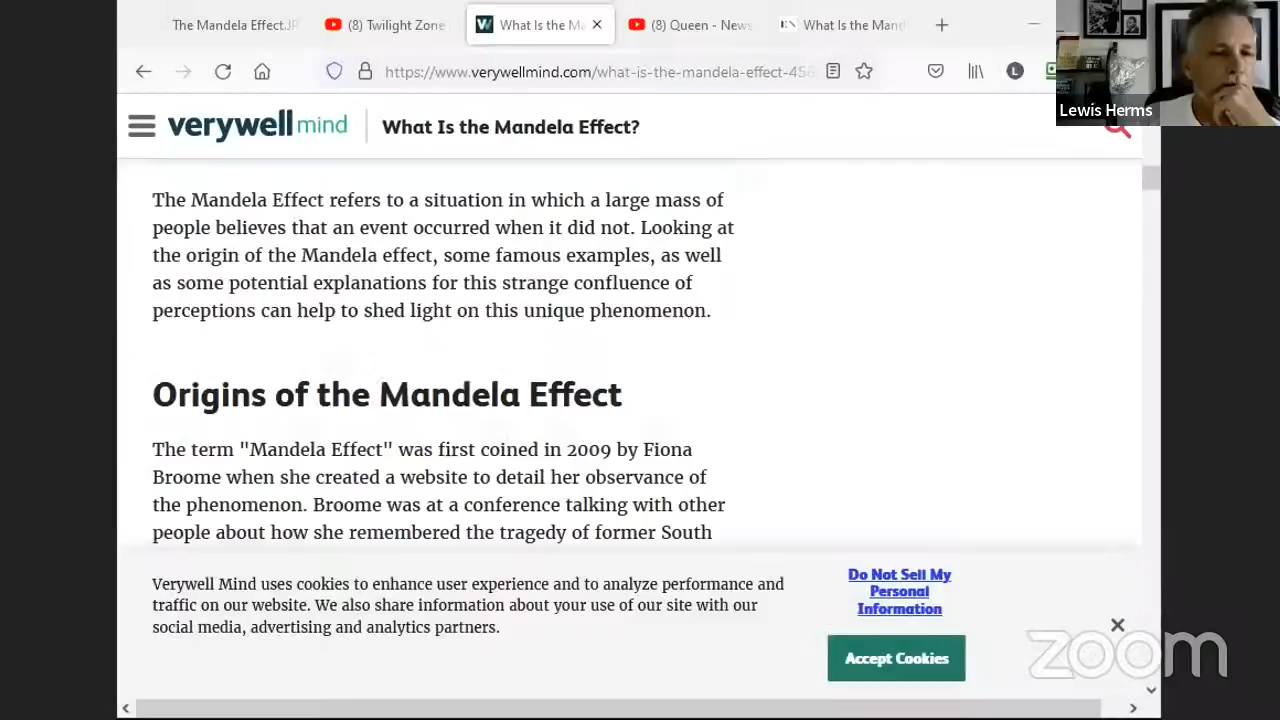 The Mandela Effect.JP
(8) Twilight Zone
What Is the Ma
(8) Queen - News
What Is the Mand
https://www.verywellmind.com/what-is-the-mandela-effect-458
L
Lewis Herms
verywell mind
What Is the Mandela Effect?
The Mandela Effect refers to a situation in which a large mass of
people believes that an event occurred when it did not. Looking at
the origin of the Mandela effect, some famous examples, as well
as some potential explanations for this strange confluence of
perceptions can help to shed light on this unique phenomenon.
Origins of the Mandela Effect
The term "Mandela Effect" was first coined in 2009 by Fiona
Broome when she created a website to detail her observance of
the phenomenon. Broome was at a conference talking with other
people about how she remembered the tragedy of former South
Verywell Mind uses cookies to enhance user experience and to analyze performance and
traffic on our website. We also share information about your use of our site with our
social media, advertising and analytics partners.
Do Not Sell My
Personal
Information
Accept Cookies
zoom